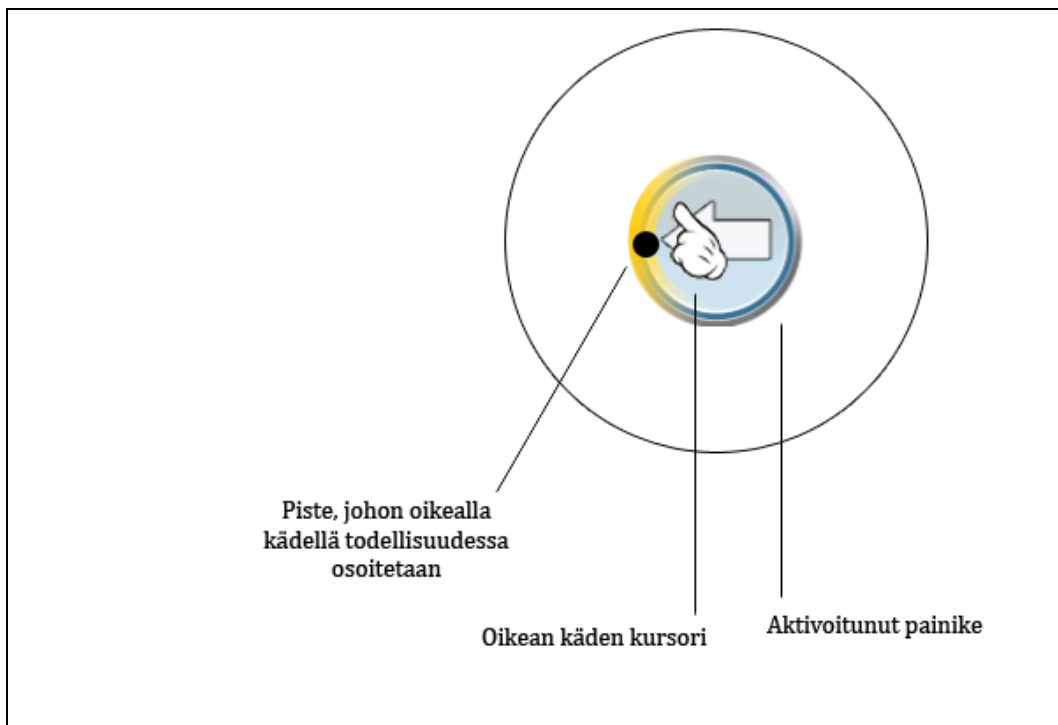 Piste, johon oikealla
kädellä todellisuudessa
osoitetaan
Oikean käden kursori
Aktivoitunut painike